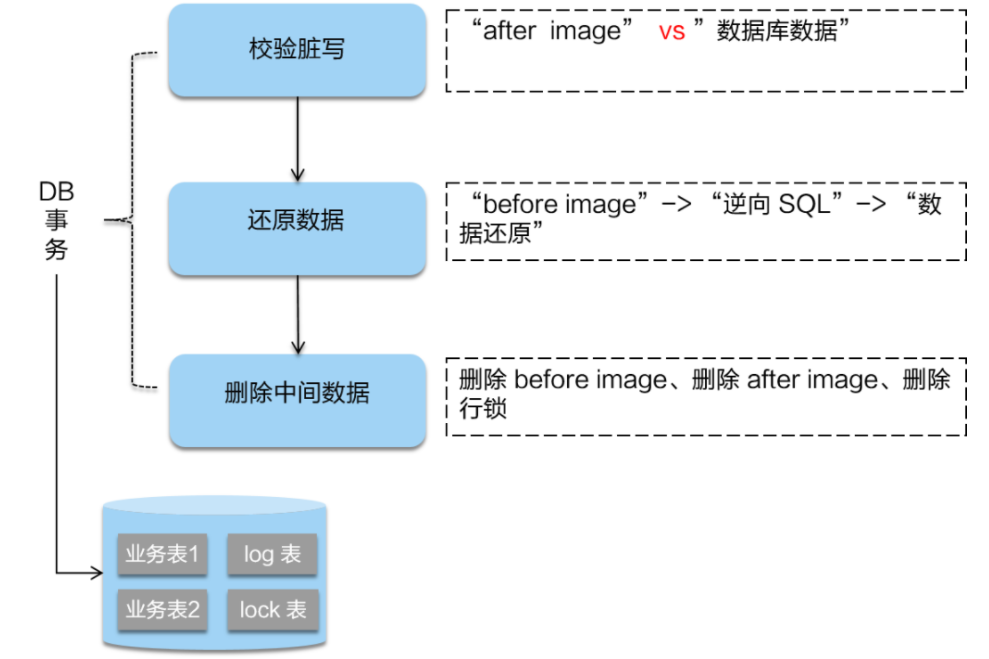 校验脏写
“after image” vs ”数据库数据”
DB
事
务
还原数据
“before image”–> “逆向 SQL”–> “数
据还原”
删除中间数据
删除 before image、删除 after image、删除
行锁
业务表1
log 表
业务表2
lock 表